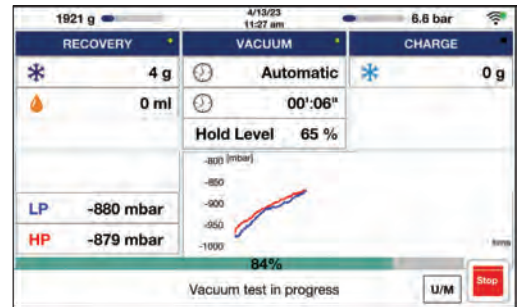 1921 g
4/13/23
11:27 am
6.6 bar
RECOVERY
VACUUM
CHARGE
4 g
Automatic
0 g
0 ml
00':06"
Hold Level 65 %
-800 [mbar]
-850
-900
-950
-1000
time
LP -880 mbar
HP -879 mbar
84%
Vacuum test in progress
U/M
Stop